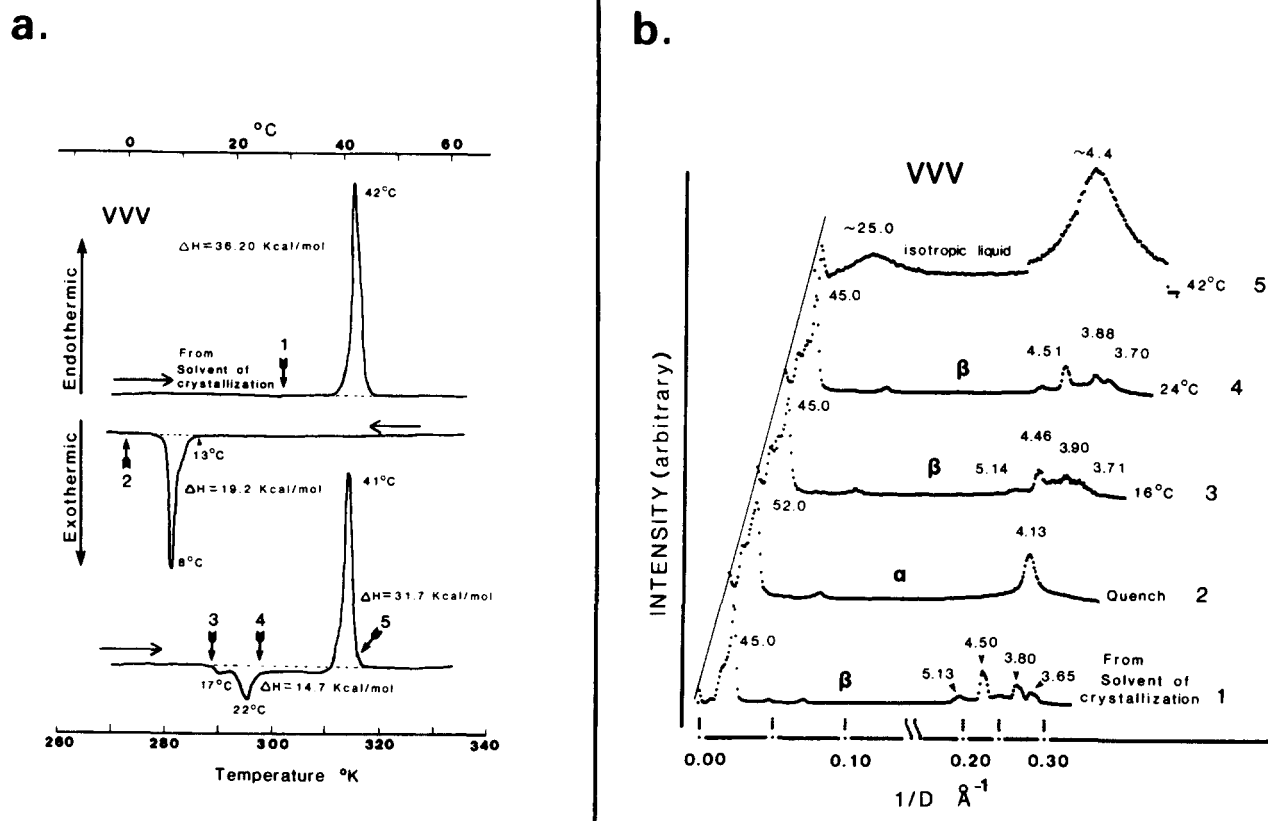 a.
°C
0 20 40 60
VVV
42°C
ΔH=36.20 Kcal/mol
Endothermic
1
From
Solvent of
crystallization
13°C
2
ΔH=19.2 Kcal/mol
Exothermic
8°C
41°C
ΔH=31.7 Kcal/mol
3 4 5
17°C
ΔH=14.7 Kcal/mol
22°C
260 280 300 320 340
Temperature °K
b.
VVV
~4.4
~25.0
isotropic liquid
42°C 5
45.0
3.88
4.51
3.70
β
24°C 4
45.0
4.46
3.90
5.14
3.71
β
16°C 3
52.0
4.13
α
Quench 2
45.0
4.50
3.80
5.13
3.65
From
Solvent of
crystallization 1
β
INTENSITY (arbitrary)
0.00 0.10 0.20 0.30
1/D Å⁻¹